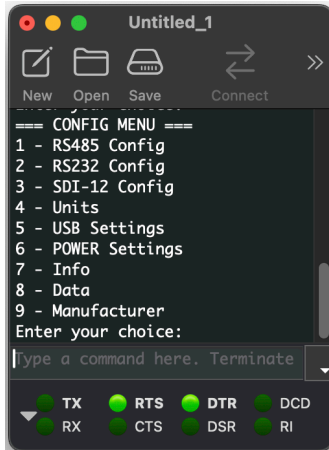 Untitled_1
New Open Save Connect
=== CONFIG MENU ===
1 - RS485 Config
2 - RS232 Config
3 - SDI-12 Config
4 - Units
5 - USB Settings
6 - POWER Settings
7 - Info
8 - Data
9 - Manufacturer
Enter your choice:
Type a command here. Terminate
TX RTS DTR DCD
RX CTS DSR RI